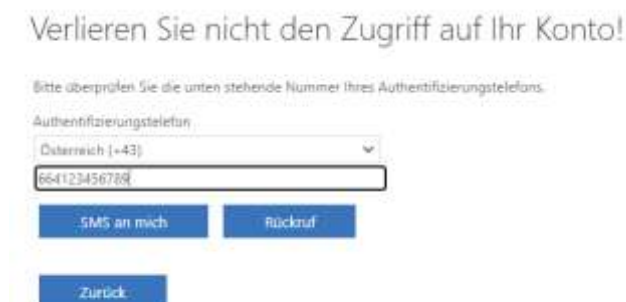 Verlieren Sie nicht den Zugriff auf Ihr Konto!
Bitte überprüfen Sie die unten stehende Nummer Ihres Authentifizierungstelefons.
Authentifizierungstelefon
Österreich (+43)
664123456789
SMS an mich Rückruf
Zurück